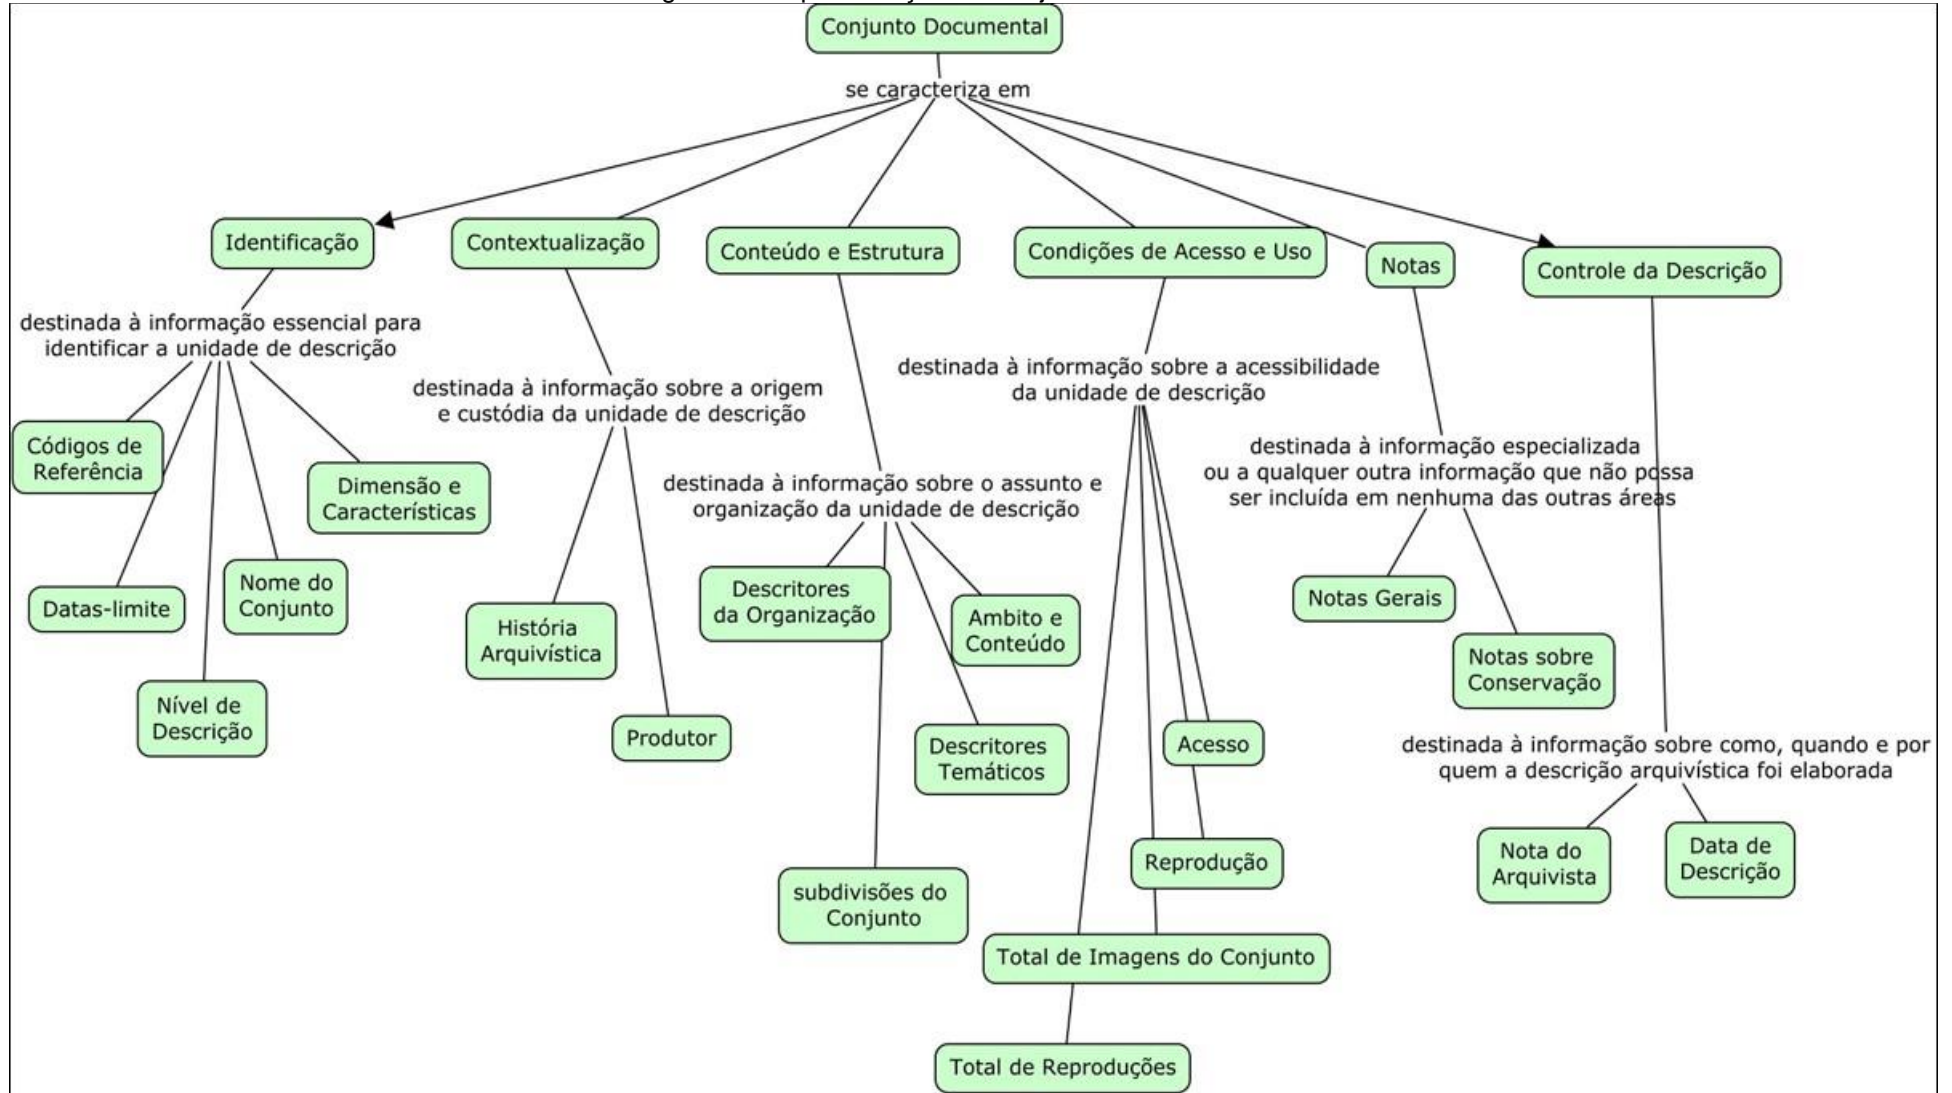 Conjunto Documental
se caracteriza em
Identificação
Contextualização
Conteúdo e Estrutura
Condições de Acesso e Uso
Notas
Controle da Descrição
destinada à informação essencial para
identificar a unidade de descrição
Códigos de
Referência
Dimensão e
Características
Datas-limite
Nome do
Conjunto
Nível de
Descrição
destinada à informação sobre a origem
e custódia da unidade de descrição
História
Arquivística
Produtor
destinada à informação sobre o assunto e
organização da unidade de descrição
Descritores
da Organização
Ambito e
Conteúdo
Descritores
Temáticos
subdivisões do
Conjunto
destinada à informação sobre a acessibilidade
da unidade de descrição
Acesso
Reprodução
Total de Imagens do Conjunto
Total de Reproduções
destinada à informação especializada
ou a qualquer outra informação que não possa
ser incluída em nenhuma das outras áreas
Notas Gerais
Notas sobre
Conservação
destinada à informação sobre como, quando e por
quem a descrição arquivística foi elaborada
Nota do
Arquivista
Data de
Descrição